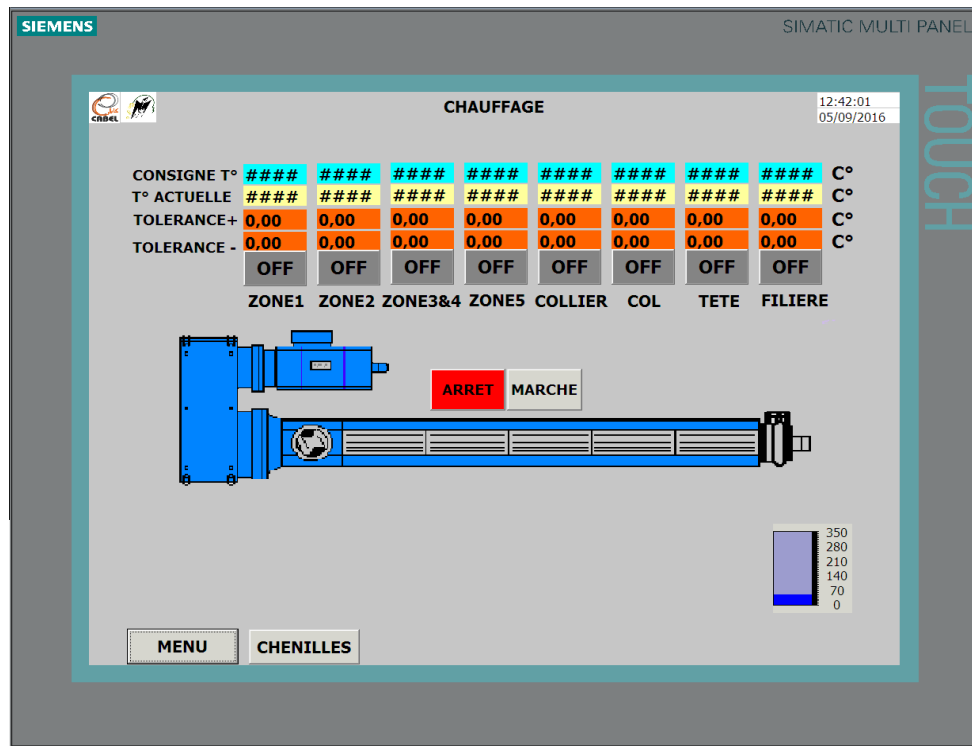 SIEMENS
SIMATIC MULTI PANEL
TOUCH
CABEL
CHAUFFAGE
12:42:01
05/09/2016
CONSIGNE T° #### #### #### #### #### #### #### #### C°
T° ACTUELLE #### #### #### #### #### #### #### #### C°
TOLERANCE+ 0,00 0,00 0,00 0,00 0,00 0,00 0,00 0,00 C°
TOLERANCE - 0,00 0,00 0,00 0,00 0,00 0,00 0,00 0,00 C°
OFF OFF OFF OFF OFF OFF OFF OFF
ZONE1 ZONE2 ZONE3&4 ZONE5 COLLIER COL TETE FILIERE
ARRET MARCHE
350
280
210
140
70
0
MENU CHENILLES